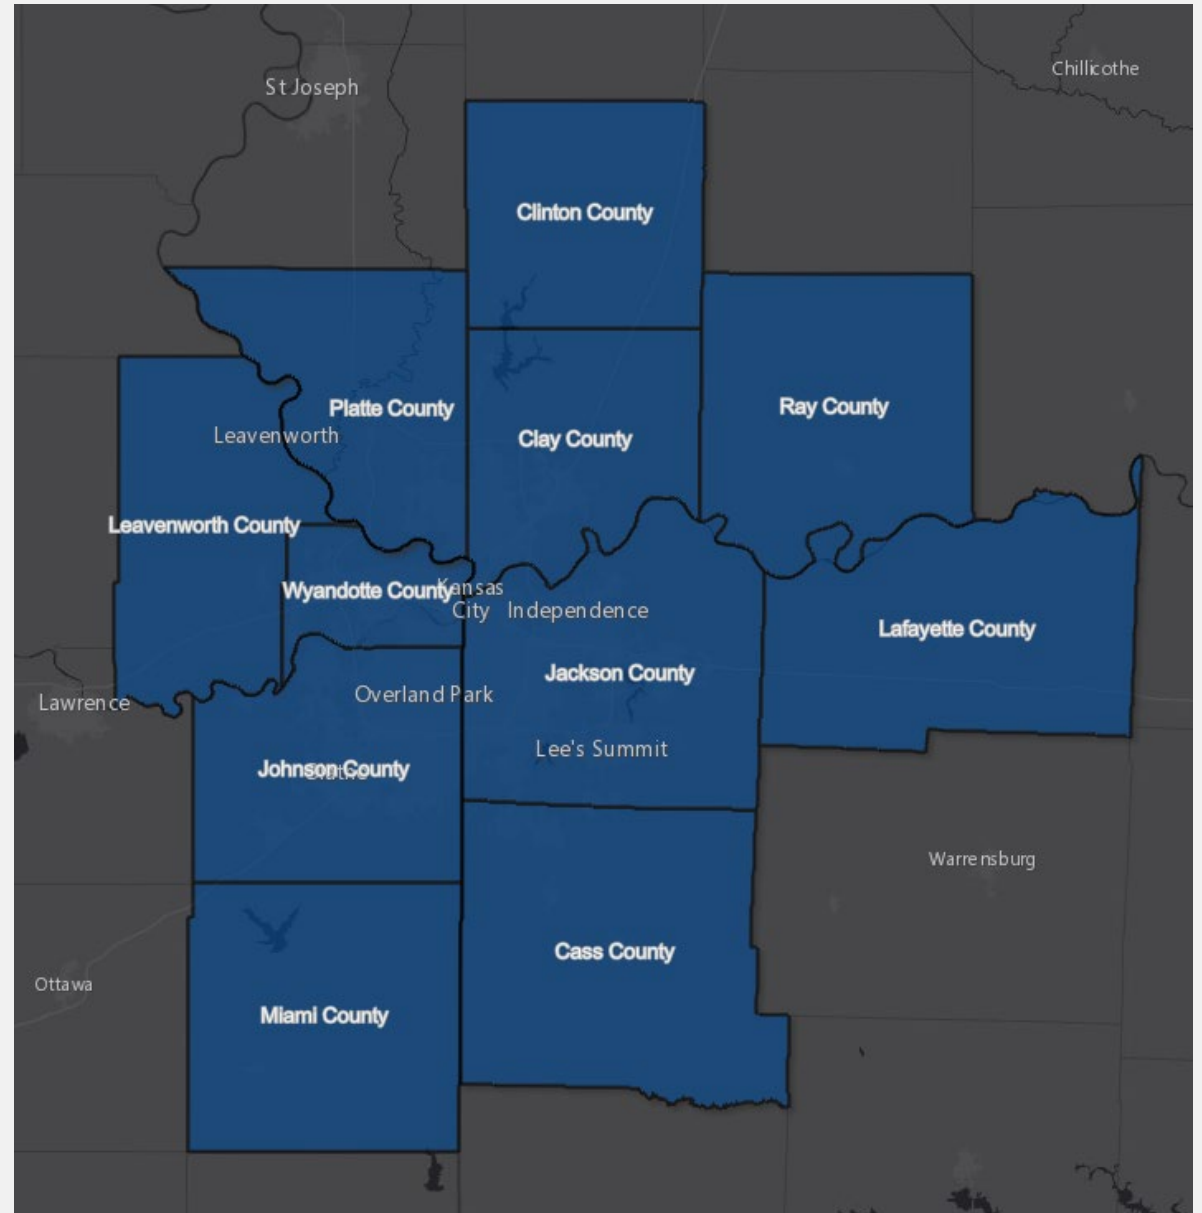 Chillicothe
St Joseph
Clinton County
Ray County
Platte County
Leavenworth
Clay County
Leavenworth County
Wyandotte County
Kansas
City
Independence
Lafayette County
Jackson County
Overland Park
Lawrence
Lee's Summit
Johnson County
Warrensburg
Cass County
Ottawa
Miami County